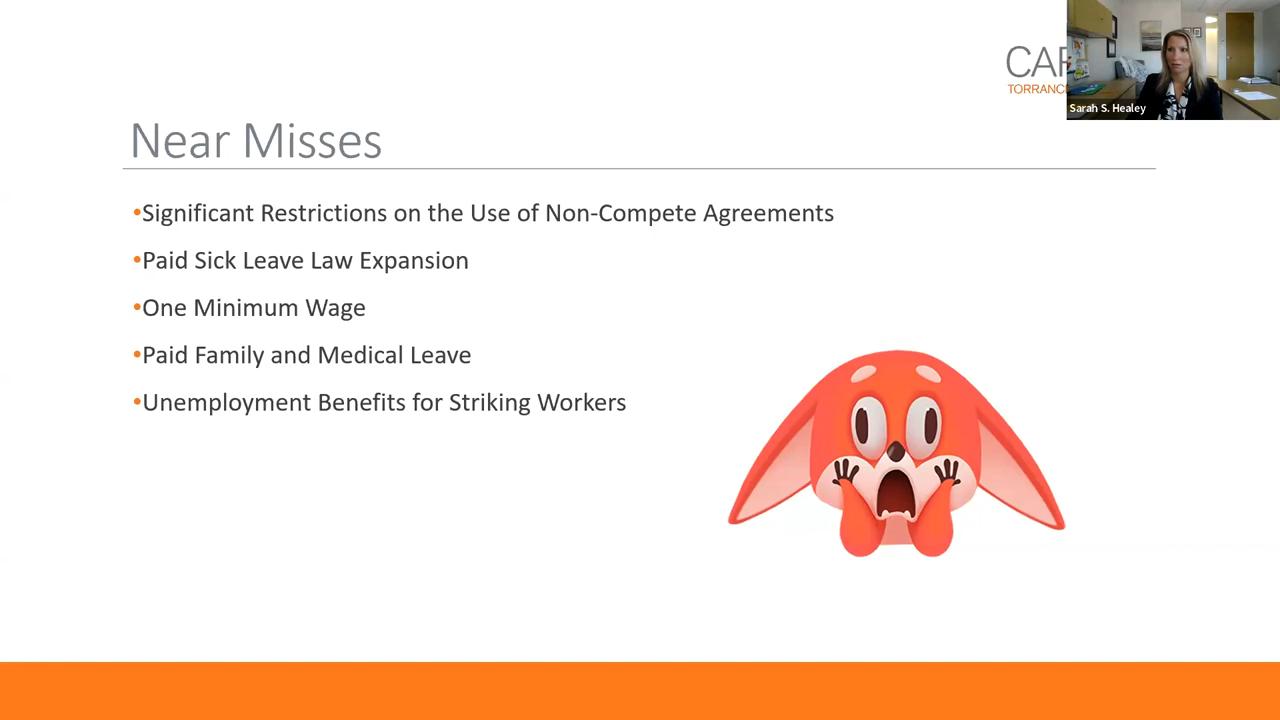 Sarah S. Healey
Near Misses
•Significant Restrictions on the Use of Non-Compete Agreements
•Paid Sick Leave Law Expansion
•One Minimum Wage
•Paid Family and Medical Leave
•Unemployment Benefits for Striking Workers